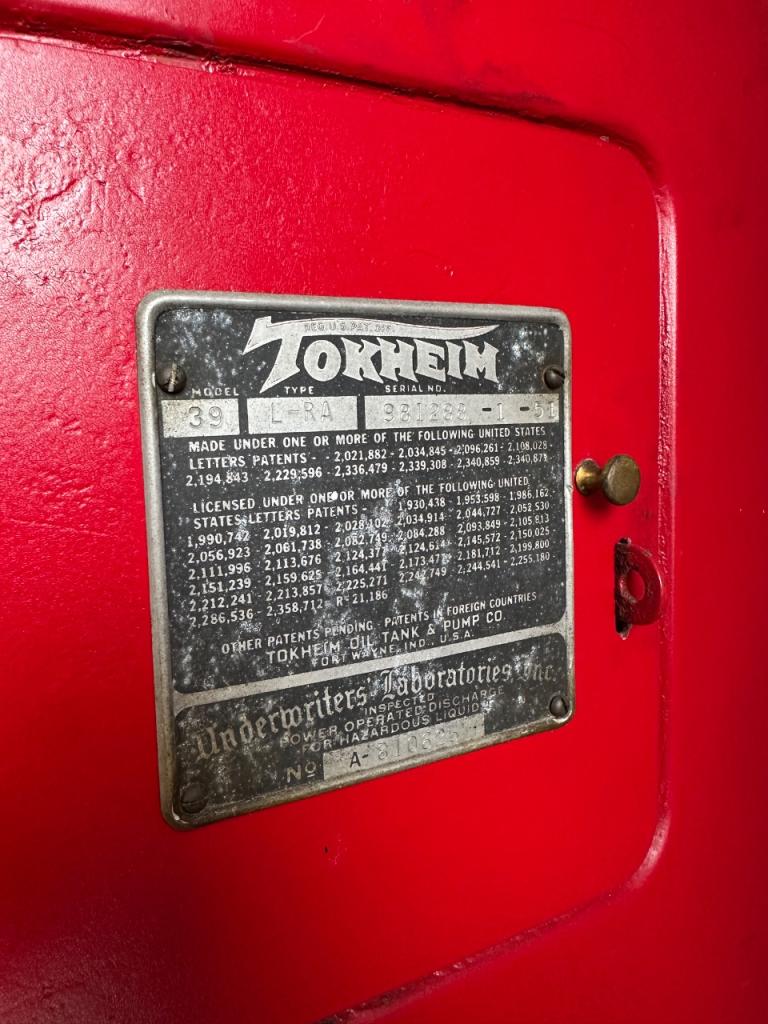 REG. U.S. PAT. OFF.
TOKHEIM
MODEL TYPE SERIAL NO.
39 L-RA 981288 -1 -51
MADE UNDER ONE OR MORE OF THE FOLLOWING UNITED STATES
LETTERS PATENTS - - 2,021,882 - 2,034,845 - 2,096,261 - 2,108,028 -
2,194,843 - 2,229,596 - 2,336,479 - 2,339,308 - 2,340,859 - 2,340,879
LICENSED UNDER ONE OR MORE OF THE FOLLOWING UNITED
STATES LETTERS PATENTS - 1,930,438 - 1,953,598 - 1,986,162
1,990,742 - 2,019,812 - 2,028,102 - 2,034,914 - 2,044,727 - 2,052,530
2,056,923 - 2,061,738 - 2,082,749 - 2,084,288 - 2,093,849 - 2,105,813
2,111,996 - 2,113,676 - 2,124,377 - 2,124,614 - 2,145,572 - 2,150,025
2,151,239 - 2,159,625 - 2,164,441 - 2,173,472 - 2,181,712 - 2,199,800
2,212,241 - 2,213,857 - 2,225,271 - 2,242,749 - 2,244,541 - 2,255,180
2,286,536 - 2,358,712 - R-21,186
OTHER PATENTS PENDING - PATENTS IN FOREIGN COUNTRIES
TOKHEIM OIL TANK & PUMP CO.
FORT WAYNE, IND., U.S.A.
Underwriters' Laboratories, Inc.
INSPECTED
POWER OPERATED DISCHARGE
FOR HAZARDOUS LIQUID
No A-